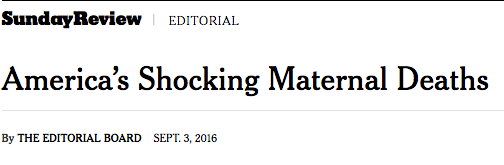 SundayReview | EDITORIAL
America's Shocking Maternal Deaths
By THE EDITORIAL BOARD SEPT. 3, 2016